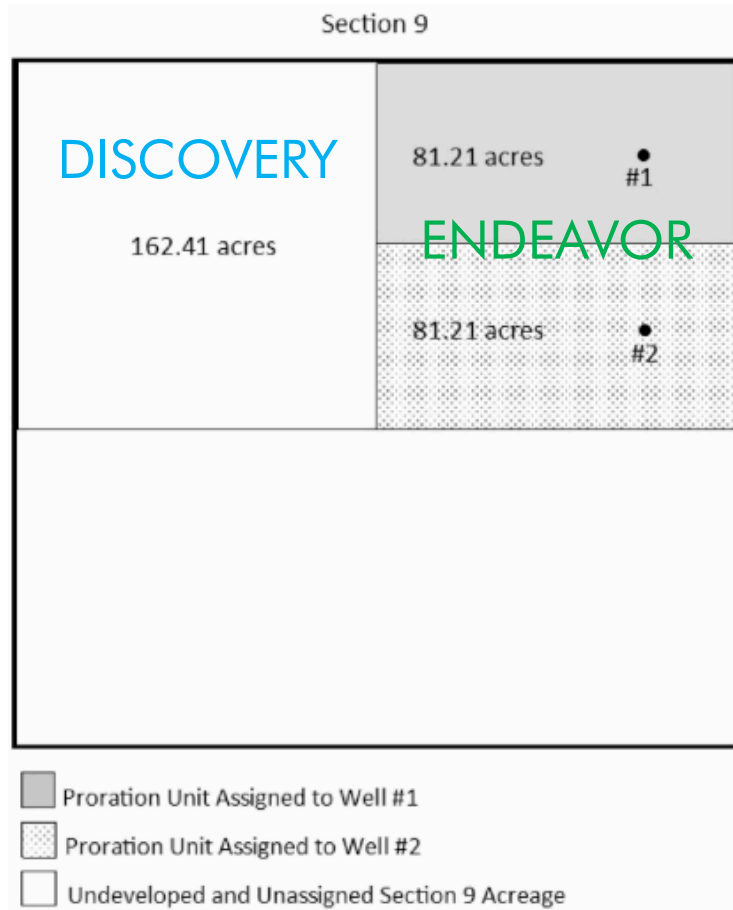 Section 9
DISCOVERY
81.21 acres
#1
162.41 acres
ENDEAVOR
81.21 acres
#2
Proration Unit Assigned to Well #1
Proration Unit Assigned to Well #2
Undeveloped and Unassigned Section 9 Acreage